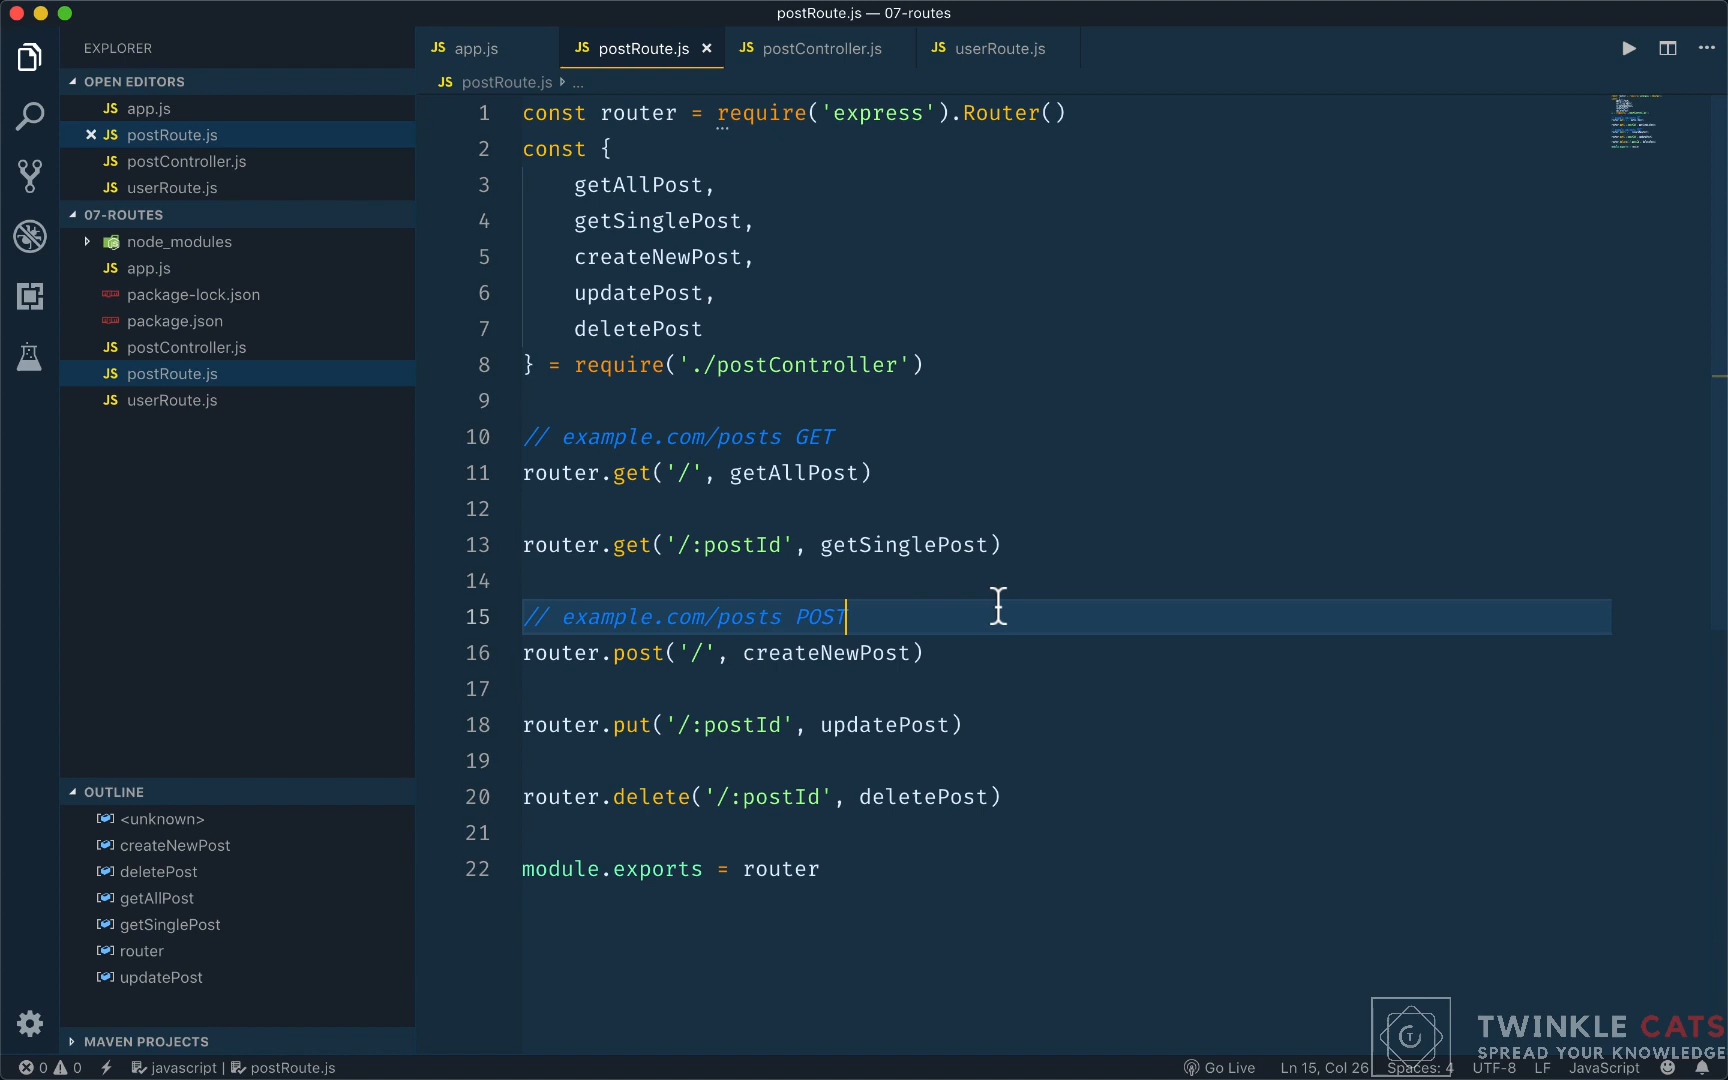 postRoute.js — 07-routes
EXPLORER
OPEN EDITORS
JS app.js
JS postRoute.js
JS postController.js
JS userRoute.js
07-ROUTES
node_modules
JS app.js
package-lock.json
package.json
JS postController.js
JS postRoute.js
JS userRoute.js
OUTLINE
<unknown>
createNewPost
deletePost
getAllPost
getSinglePost
router
updatePost
MAVEN PROJECTS
JS app.js JS postRoute.js × JS postController.js JS userRoute.js
JS postRoute.js ...
1 const router = require('express').Router()
2 const {
3 getAllPost,
4 getSinglePost,
5 createNewPost,
6 updatePost,
7 deletePost
8 } = require('./postController')
9
10 // example.com/posts GET
11 router.get('/', getAllPost)
12
13 router.get('/:postId', getSinglePost)
14
15 // example.com/posts POST
16 router.post('/', createNewPost)
17
18 router.put('/:postId', updatePost)
19
20 router.delete('/:postId', deletePost)
21
22 module.exports = router
TWINKLE CATS
SPREAD YOUR KNOWLEDGE
0 0 javascript | postRoute.js Go Live Ln 15, Col 26 Spaces: 4 UTF-8 LF JavaScript